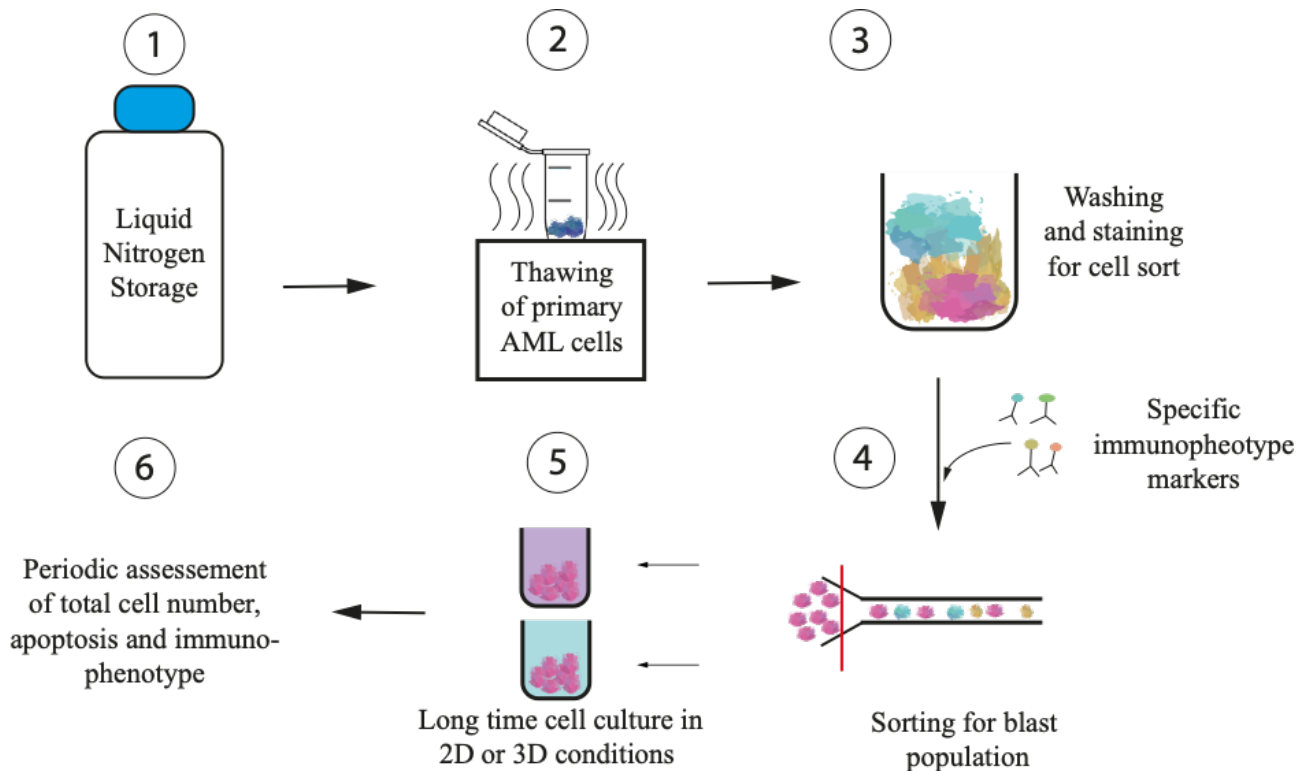 1
Liquid
Nitrogen
Storage
2
Thawing
of primary
AML cells
3
Washing
and staining
for cell sort
4
Specific
immunopheotype
markers
Sorting for blast
population
5
Long time cell culture in
2D or 3D conditions
6
Periodic assessement
of total cell number,
apoptosis and immuno-
phenotype